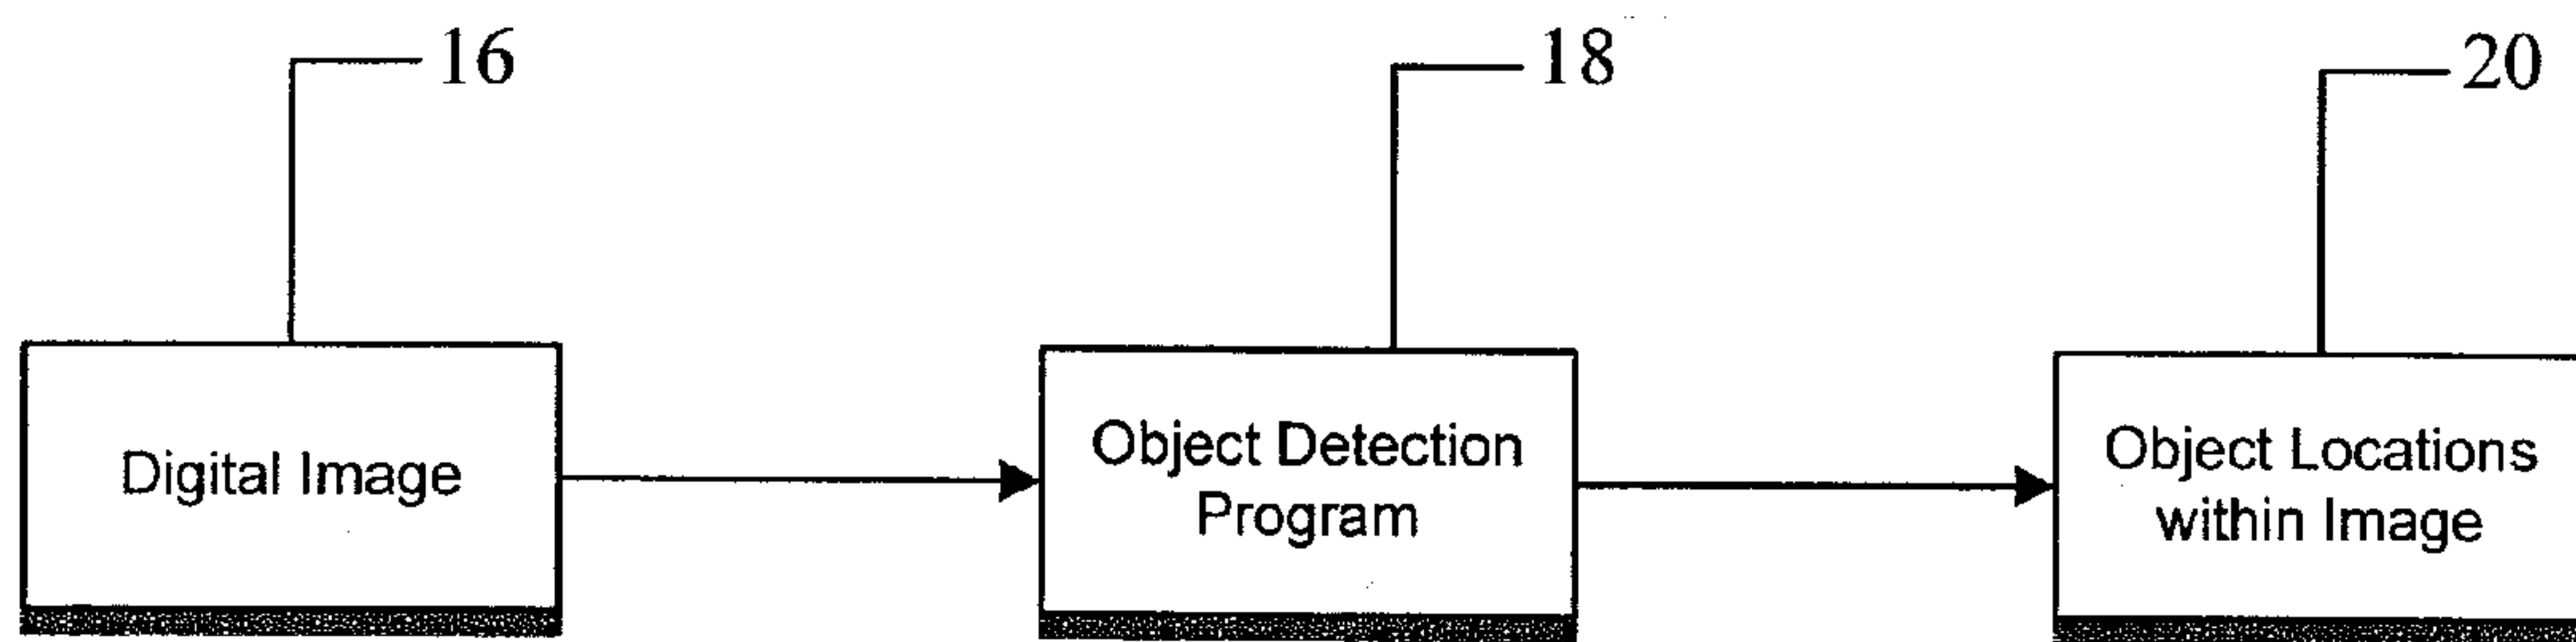 16
18
20
Digital Image
Object Detection
Program
Object Locations
within Image